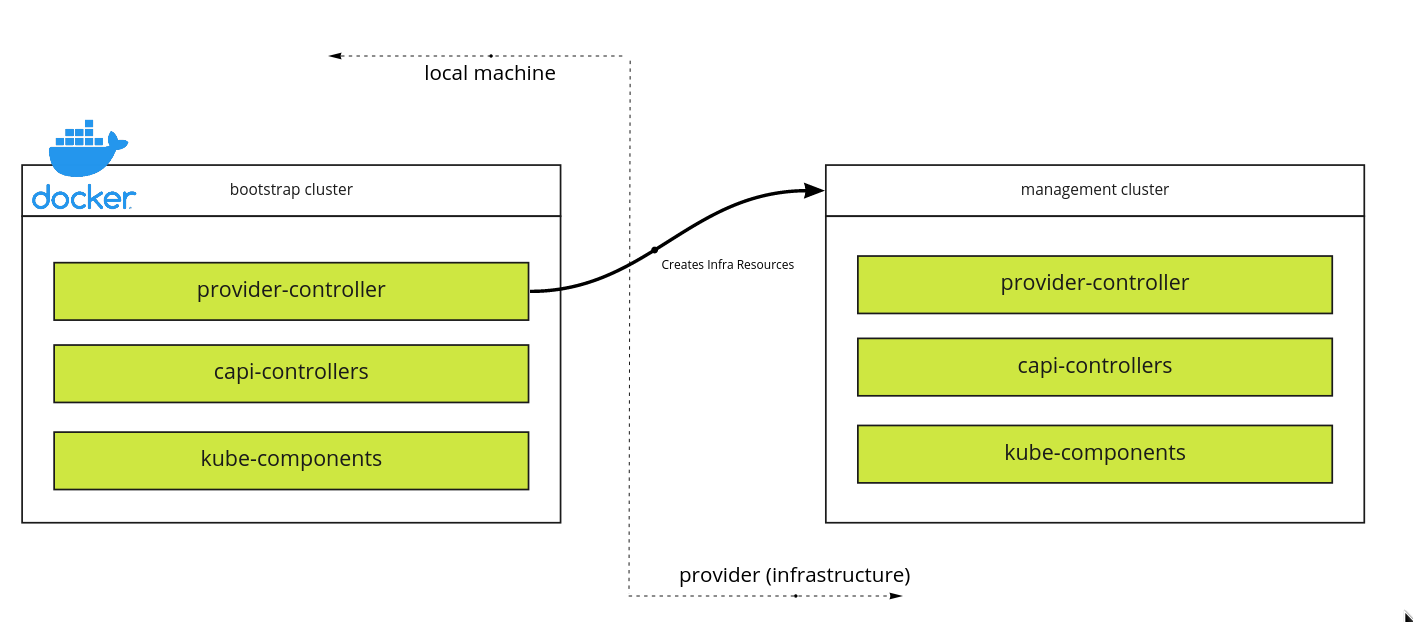 local machine
docker
bootstrap cluster
provider-controller
capi-controllers
kube-components
Creates Infra Resources
management cluster
provider-controller
capi-controllers
kube-components
provider (infrastructure)